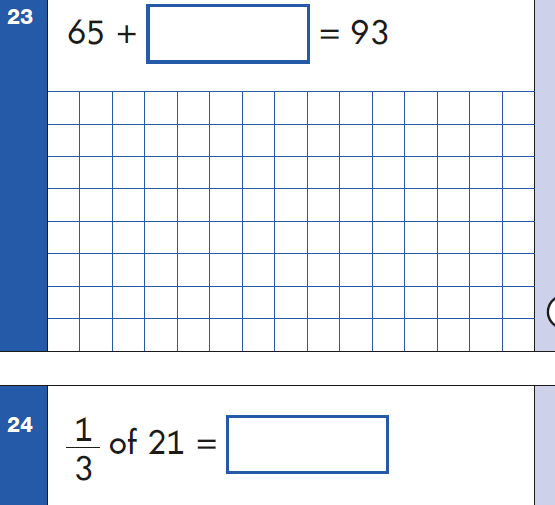 23
65 + = 93
24
1/3 of 21 =